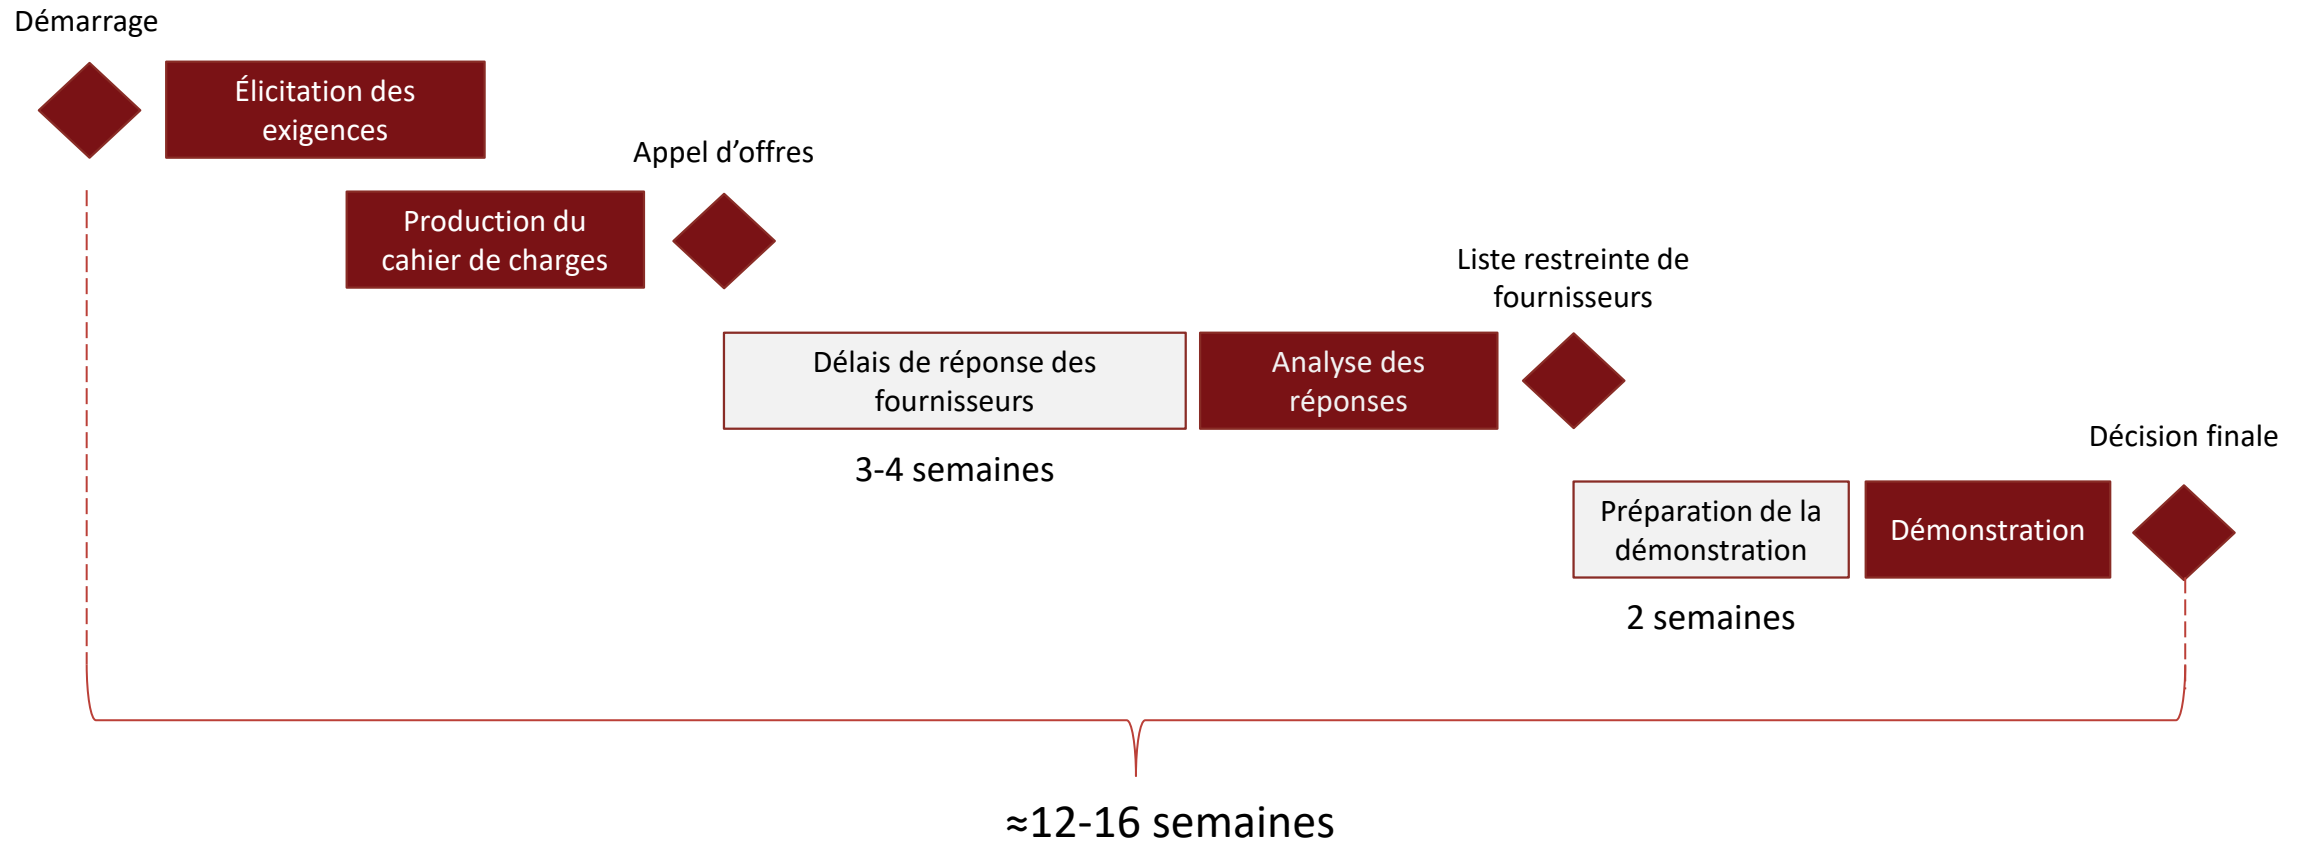 Démarrage
Élicitation des
exigences
Appel d’offres
Production du
cahier de charges
Liste restreinte de
fournisseurs
Délais de réponse des
fournisseurs
Analyse des
réponses
3-4 semaines
Décision finale
Préparation de la
démonstration
Démonstration
2 semaines
≈12-16 semaines